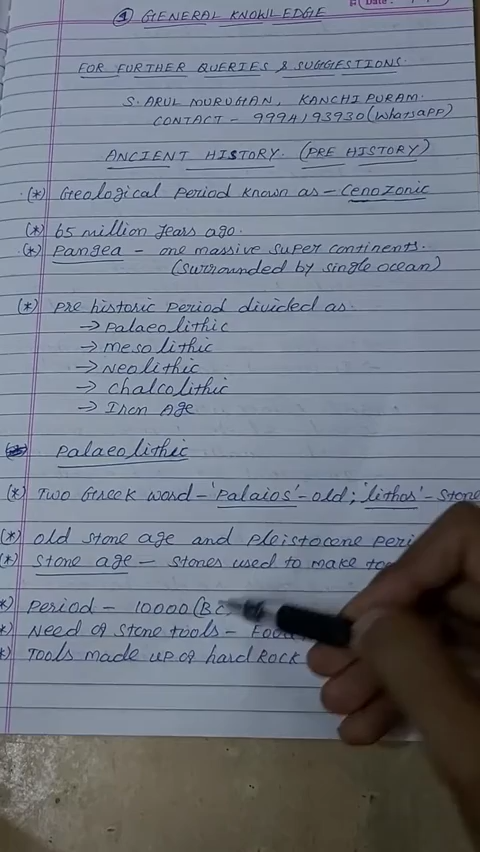 ① GENERAL KNOWLEDGE
Date:
FOR FURTHER QUERIES & SUGGESTIONS.
S. ARUL MURUGAN, KANCHIPURAM.
CONTACT - 9994193930 (WhatsAPP)
ANCIENT HISTORY. (PRE HISTORY)
(*) Geological Period known as - Cenozonic
(*) 65 million years ago.
(*) Pangea - one massive super continents.
(surrounded by single ocean)
(*) Pre historic Period divided as
→ Palaeolithic
→ mesolithic
→ Neolithic
→ Chalcolithic
→ Iron Age
Palaeolithic
(*) Two Greek word - 'Palaios' - old; 'lithos' - Stone
(*) old stone age and Pleistocene
(*) Stone age - stones used to make
*) Period - 10000 (BC
*) Need of stone tools -
*) Tools made up of hard Rock